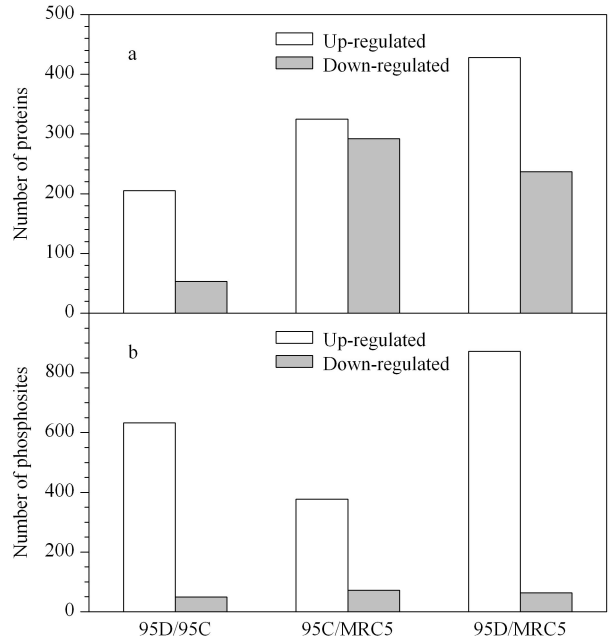 500
400
300
200
100
0
Number of proteins
a
Up-regulated
Down-regulated
800
600
400
200
0
Number of phosphosites
b
Up-regulated
Down-regulated
95D/95C 95C/MRC5 95D/MRC5